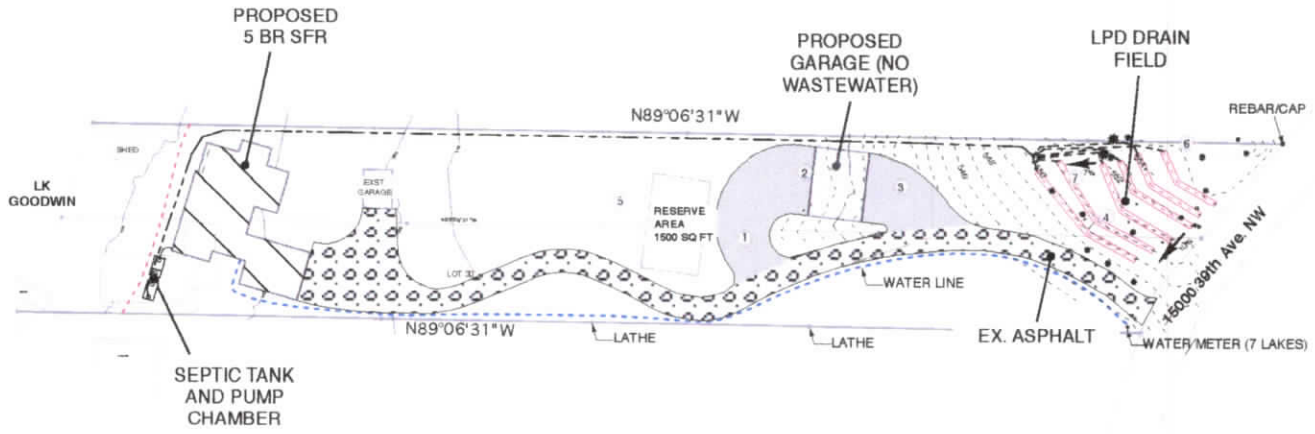 PROPOSED
5 BR SFR
PROPOSED
GARAGE (NO
WASTEWATER)
LPD DRAIN
FIELD
REBAR/CAP
N89°06'31"W
SHED
LK
GOODWIN
EXST
GARAGE
5
RESERVE
AREA
1500 SQ FT
1
2
3
546
7
4
6
LOT 30
WATER LINE
15000 39th Ave. NW
N89°06'31"W
LATHE
LATHE
EX. ASPHALT
WATER/METER (7 LAKES)
SEPTIC TANK
AND PUMP
CHAMBER